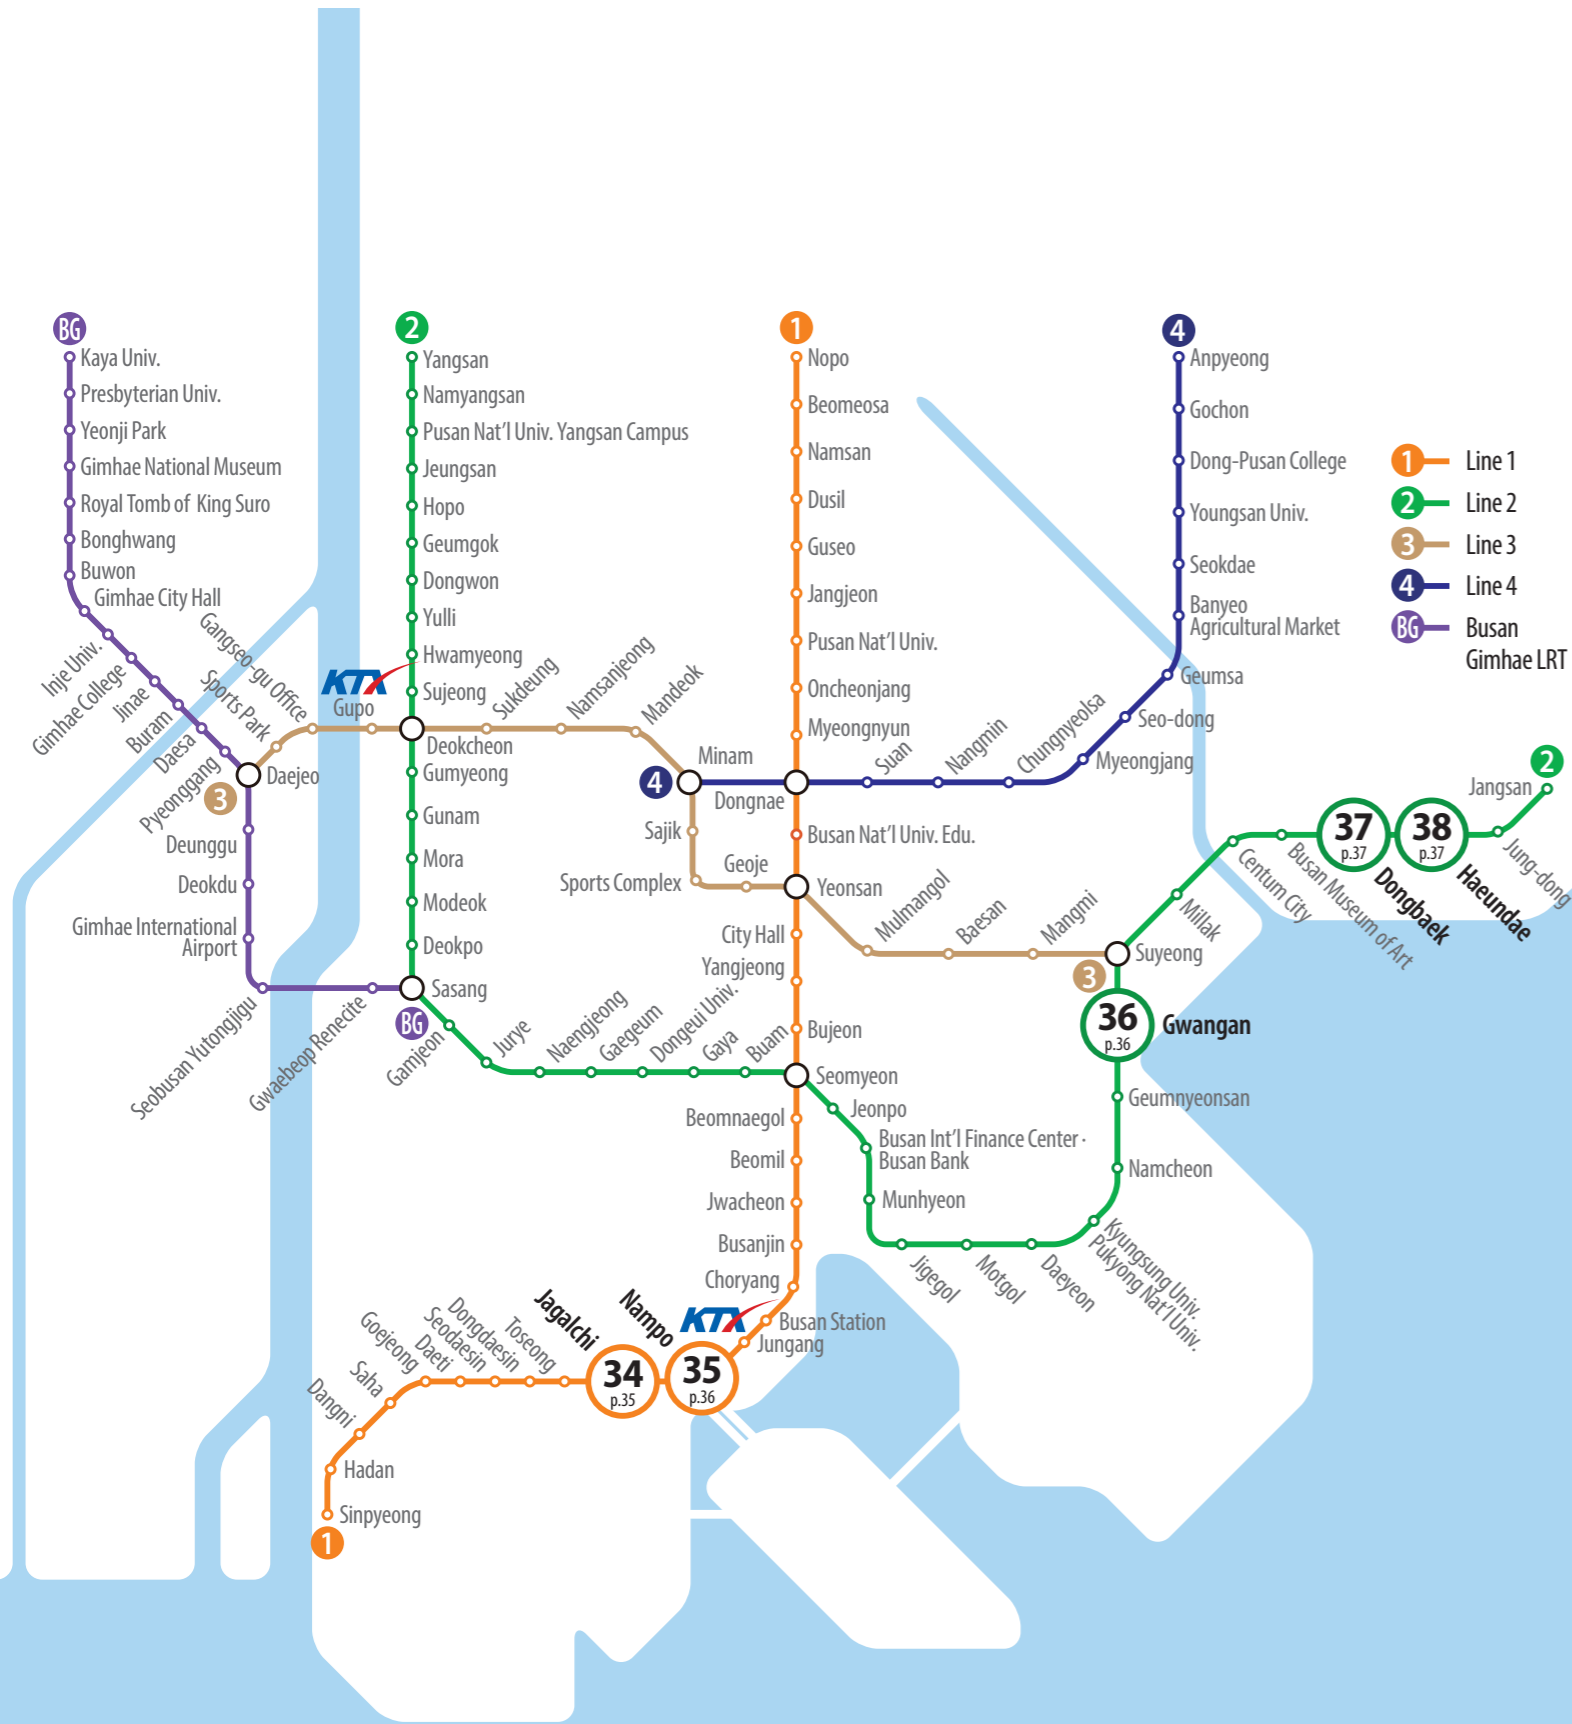 BG
Kaya Univ.
Presbyterian Univ.
Yeonji Park
Gimhae National Museum
Royal Tomb of King Suro
Bonghwang
Buwon
Gimhae City Hall
Inje Univ.
Gimhae College
Jinae
Buram
Daesa
Pyeonggang
Daejeo
3
Deunggu
Deokdu
Gimhae International
Airport
Seobusan Yutongjigu
Gwaebeop Renecite
Sasang
BG
2
Yangsan
Namyangsan
Pusan Nat'l Univ. Yangsan Campus
Jeungsan
Hopo
Geumgok
Dongwon
Yulli
Hwamyeong
Sujeong
Deokcheon
Gumyeong
Gunam
Mora
Modeok
Deokpo
Gamjeon
Jurye
Naengjeong
Gaegeum
Dongeui Univ.
Gaya
Buam
Seomyeon
Jeonpo
Busan Int'l Finance Center ·
Busan Bank
Munhyeon
Jigegol
Motgol
Daeyeon
Kyungsung Univ.
Pukyong Nat'l Univ.
Namcheon
Geumnyeonsan
36
p.36
Gwangan
Suyeong
3
Millak
Centum City
Busan Museum of Art
37
p.37
Dongbaek
38
p.37
Haeundae
Jung-dong
Jangsan
2
Sports Park
Gangseo-gu Office
KTX
Gupo
Sukdeung
Namsanjeong
Mandeok
Minam
4
Sajik
Sports Complex
Geoje
Yeonsan
Mulmangol
Baesan
Mangmi
1
Nopo
Beomeosa
Namsan
Dusil
Guseo
Jangjeon
Pusan Nat'l Univ.
Oncheonjang
Myeongnyun
Dongnae
Busan Nat'l Univ. Edu.
City Hall
Yangjeong
Bujeon
Beomnaegol
Beomil
Jwacheon
Busanjin
Choryang
KTX
Busan Station
Jungang
35
p.36
Nampo
34
p.35
Jagalchi
Toseong
Dongdaesin
Seodaesin
Daeti
Goejeong
Saha
Dangni
Hadan
Sinpyeong
1
4
Anpyeong
Gochon
Dong-Pusan College
Youngsan Univ.
Seokdae
Banyeo
Agricultural Market
Geumsa
Seo-dong
Myeongjang
Chungnyeolsa
Nangmin
Suan
1 Line 1
2 Line 2
3 Line 3
4 Line 4
BG Busan
Gimhae LRT